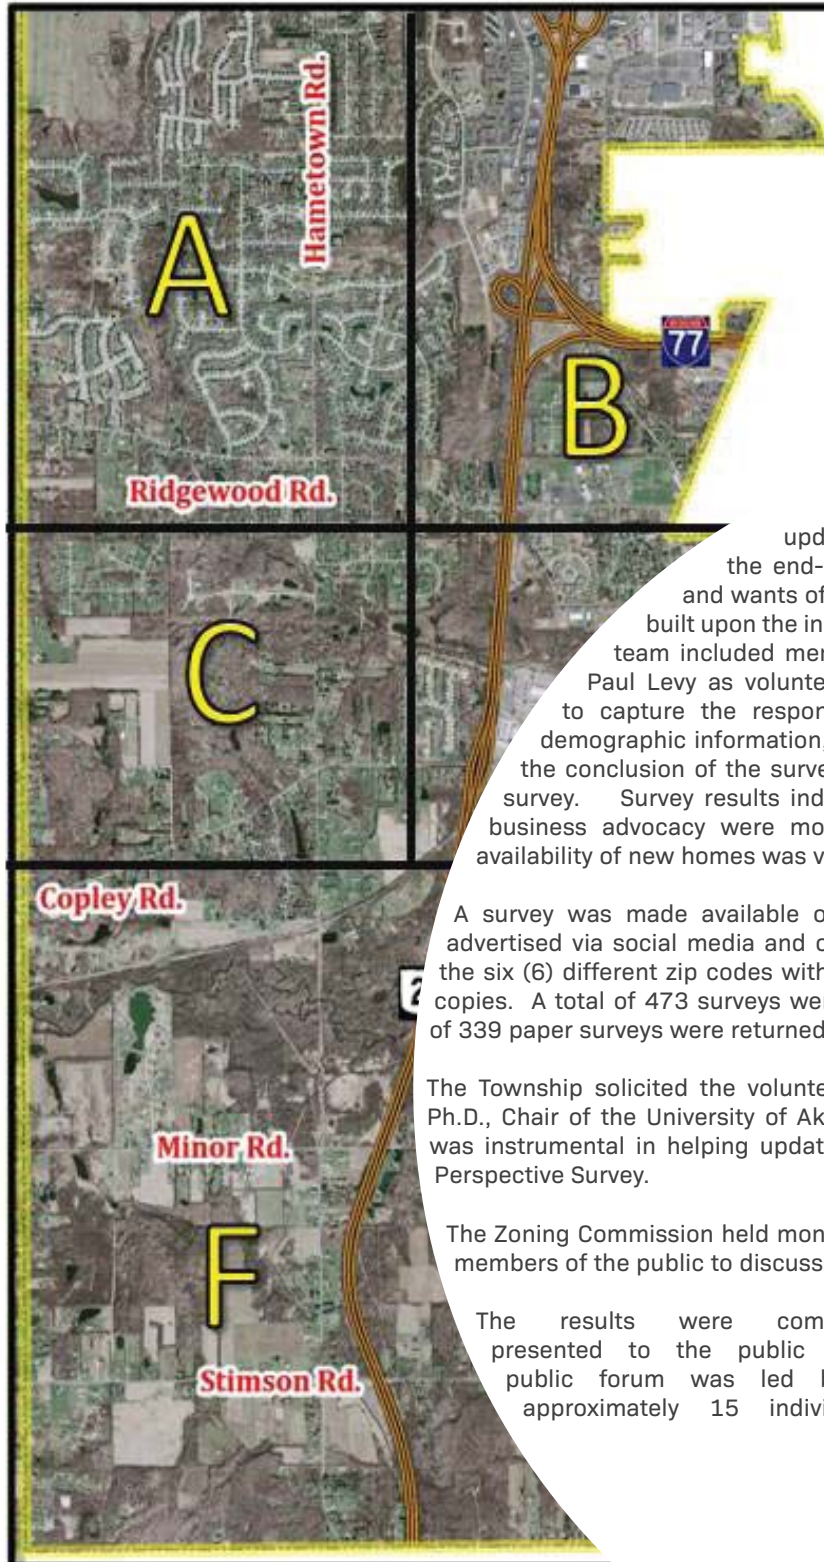 Hametown Rd.
A
77
B
Ridgewood Rd.
C
Copley Rd.
2
Minor Rd.
F
Stimson Rd.
upd
the end-
and wants of
built upon the in
team included mer
Paul Levy as volunte
to capture the respon
demographic information,
the conclusion of the surve
survey. Survey results ind
business advocacy were mo
availability of new homes was v
A survey was made available o
advertised via social media and o
the six (6) different zip codes with
copies. A total of 473 surveys wer
of 339 paper surveys were returned
The Township solicited the volunte
Ph.D., Chair of the University of Ak
was instrumental in helping updat
Perspective Survey.
The Zoning Commission held mon
members of the public to discuss
The results were com
presented to the public
public forum was led
approximately 15 indivi